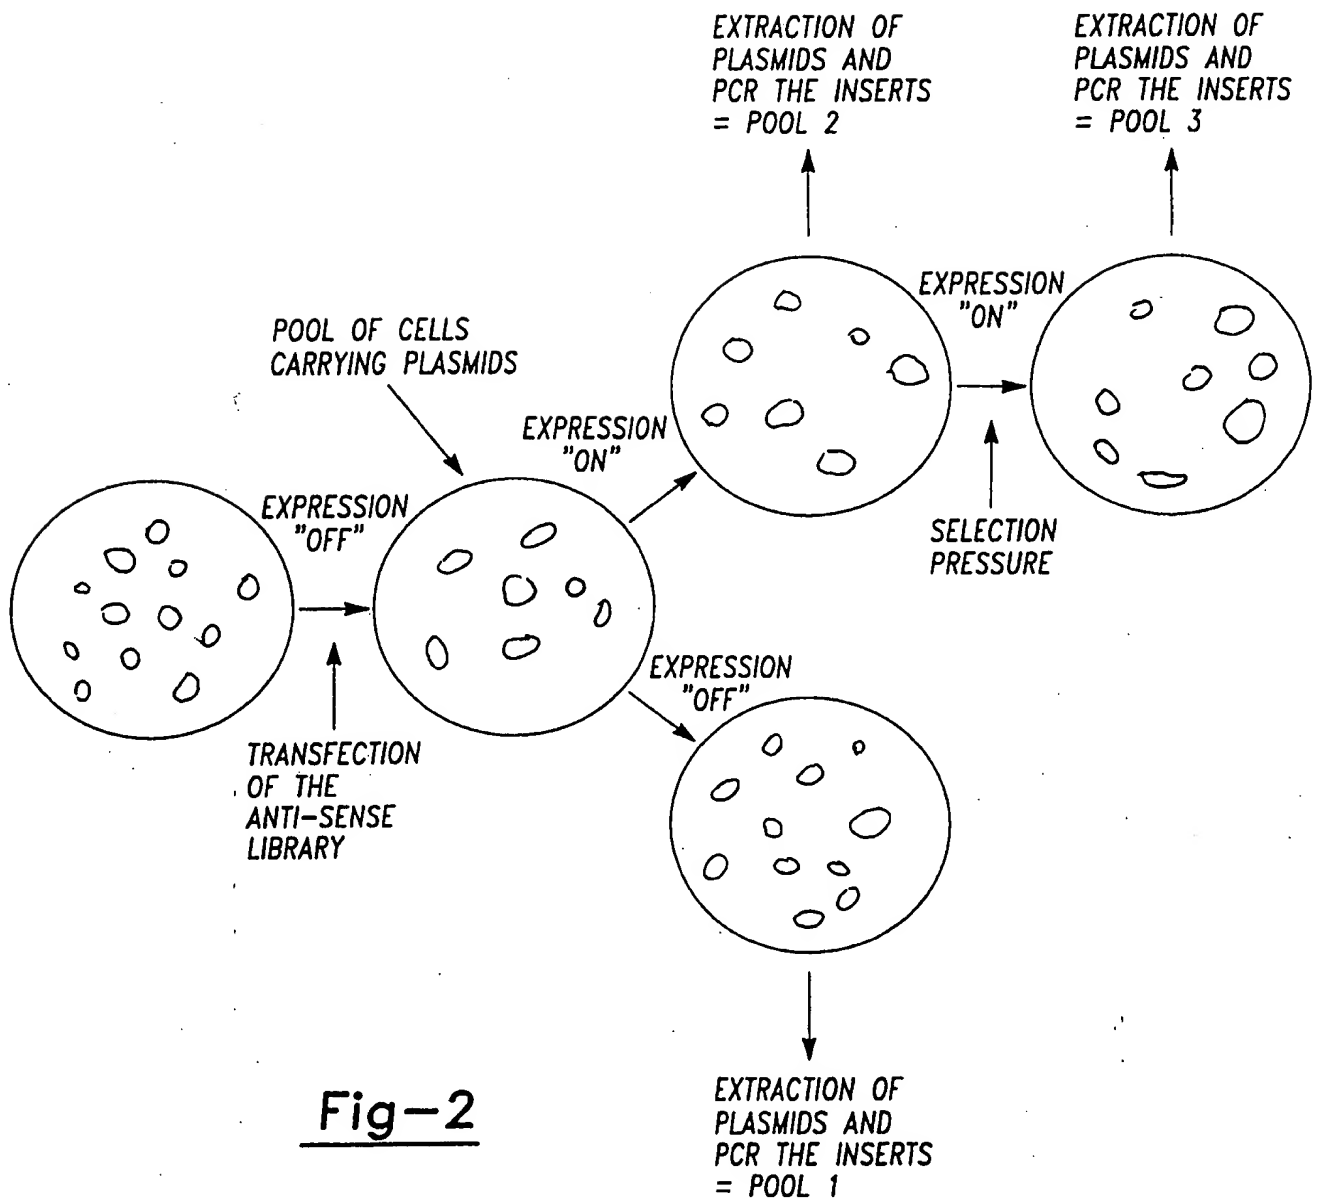 EXTRACTION OF
PLASMIDS AND
PCR THE INSERTS
= POOL 2
EXTRACTION OF
PLASMIDS AND
PCR THE INSERTS
= POOL 3
EXPRESSION
"ON"
POOL OF CELLS
CARRYING PLASMIDS
EXPRESSION
"ON"
EXPRESSION
"OFF"
SELECTION
PRESSURE
EXPRESSION
"OFF"
TRANSFECTION
OF THE
ANTI-SENSE
LIBRARY
EXTRACTION OF
PLASMIDS AND
PCR THE INSERTS
= POOL 1
Fig-2